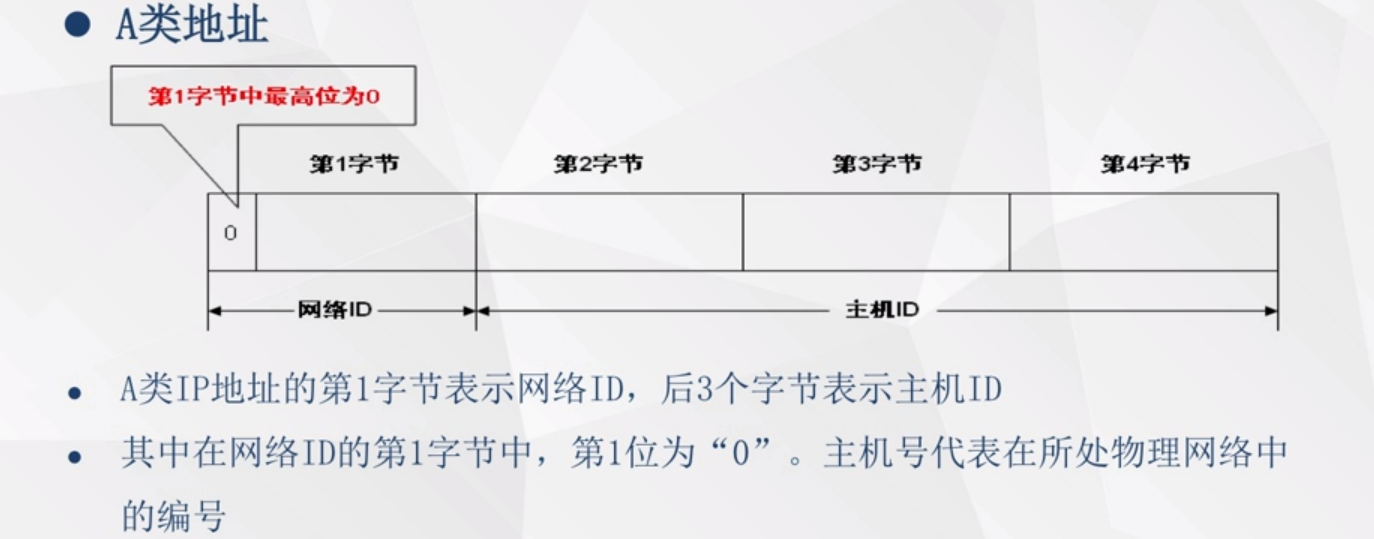 ● A类地址
第1字节中最高位为0
第1字节 第2字节 第3字节 第4字节
0
网络ID 主机ID
● A类IP地址的第1字节表示网络ID，后3个字节表示主机ID
● 其中在网络ID的第1字节中，第1位为“0”。主机号代表在所处物理网络中
的编号